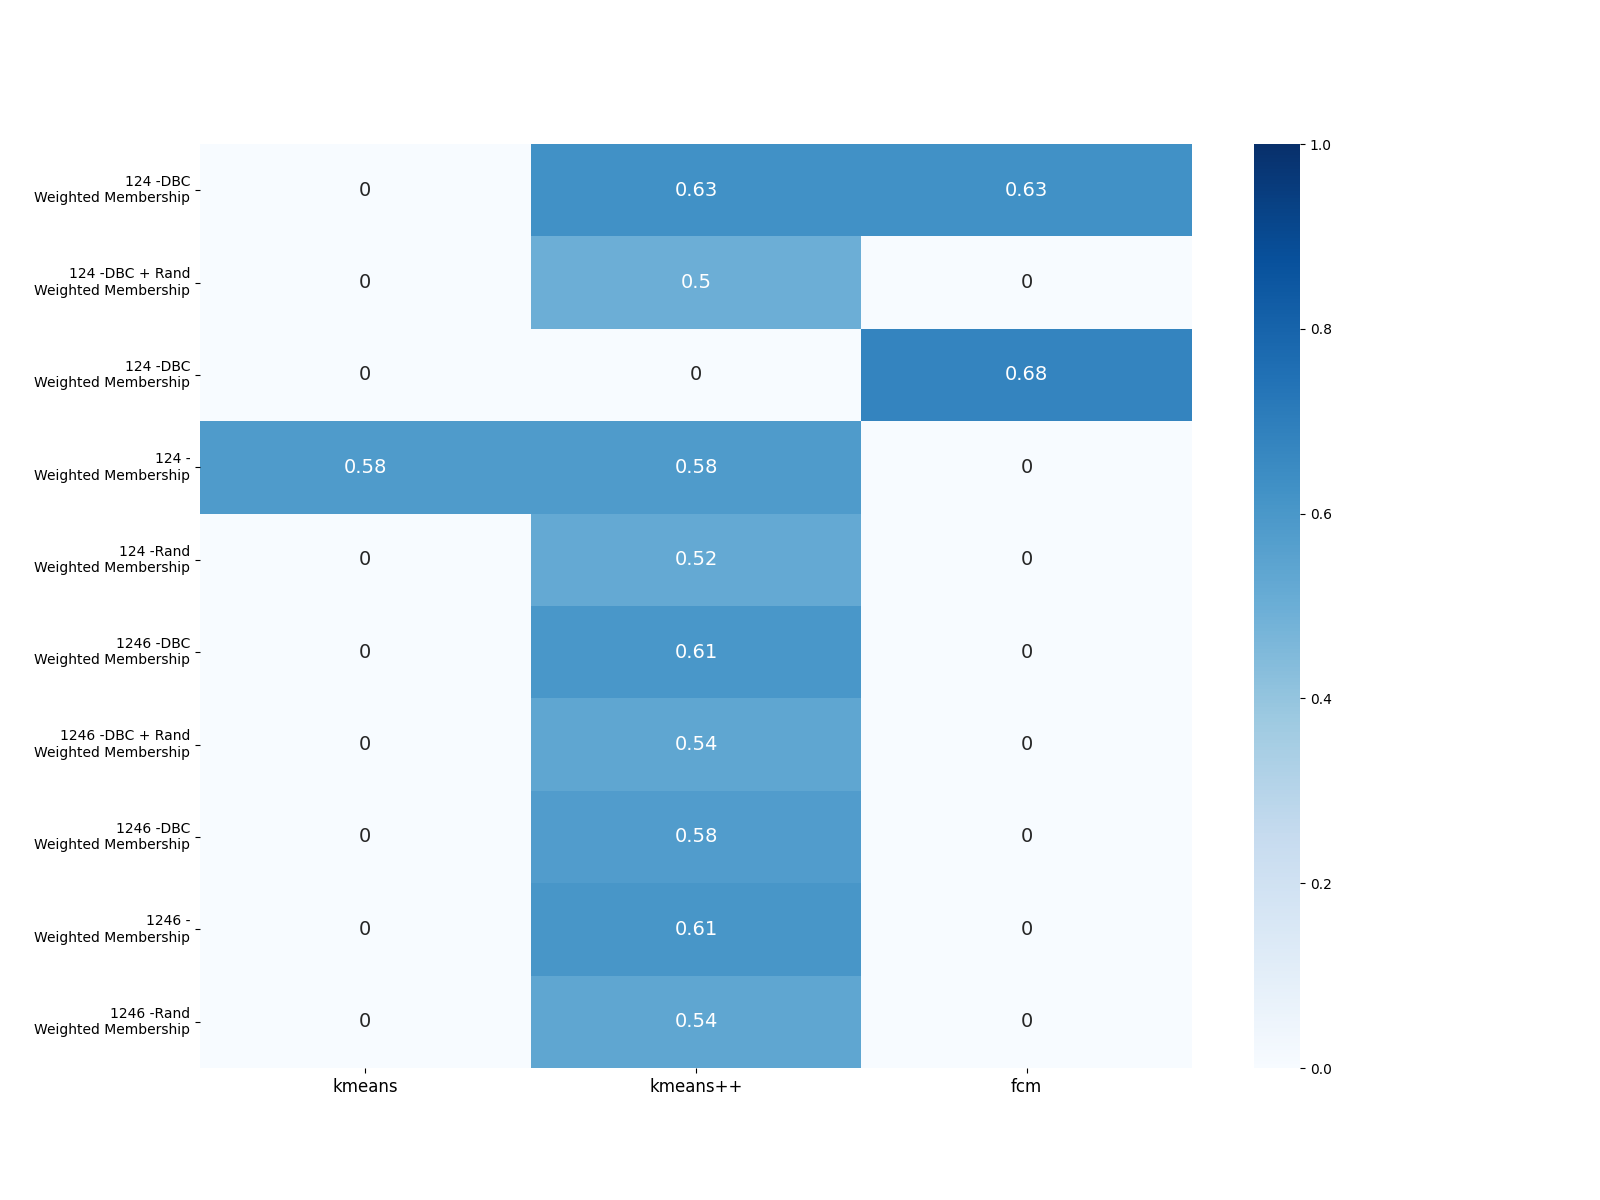 1.0
124 -DBC
Weighted Membership
0 0.63 0.63
124 -DBC + Rand
Weighted Membership
0 0.5 0
0.8
124 -DBC
Weighted Membership
0 0 0.68
124 -
Weighted Membership
0.58 0.58 0
0.6
124 -Rand
Weighted Membership
0 0.52 0
1246 -DBC
Weighted Membership
0 0.61 0
0.4
1246 -DBC + Rand
Weighted Membership
0 0.54 0
1246 -DBC
Weighted Membership
0 0.58 0
0.2
1246 -
Weighted Membership
0 0.61 0
1246 -Rand
Weighted Membership
0 0.54 0
0.0
kmeans kmeans++ fcm